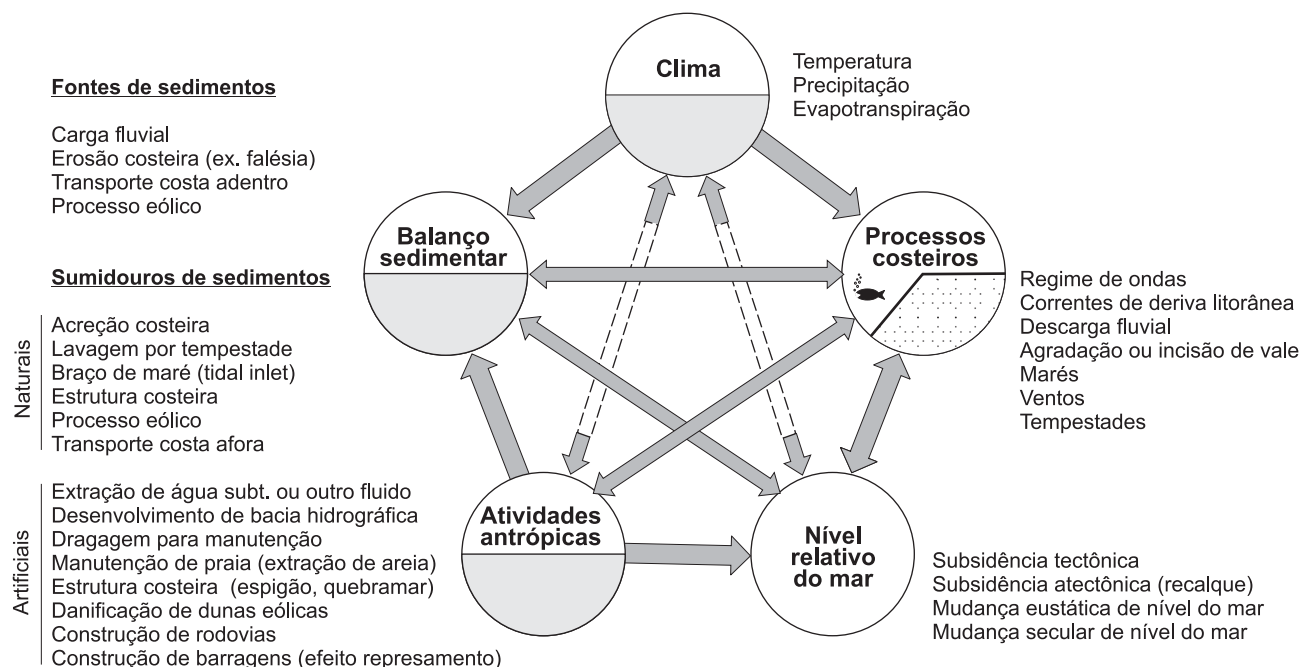 Clima
Temperatura
Precipitação
Evapotranspiração
Fontes de sedimentos
Carga fluvial
Erosão costeira (ex. falésia)
Transporte costa adentro
Processo eólico
Balanço
sedimentar
Processos
costeiros
Sumidouros de sedimentos
Naturais
Acreção costeira
Lavagem por tempestade
Braço de maré (tidal inlet)
Estrutura costeira
Processo eólico
Transporte costa afora
Regime de ondas
Correntes de deriva litorânea
Descarga fluvial
Agradação ou incisão de vale
Marés
Ventos
Tempestades
Artificiais
Extração de água subt. ou outro fluido
Desenvolvimento de bacia hidrográfica
Dragagem para manutenção
Manutenção de praia (extração de areia)
Estrutura costeira (espigão, quebramar)
Danificação de dunas eólicas
Construção de rodovias
Construção de barragens (efeito represamento)
Atividades
antrópicas
Nível
relativo
do mar
Subsidência tectônica
Subsidência atectônica (recalque)
Mudança eustática de nível do mar
Mudança secular de nível do mar